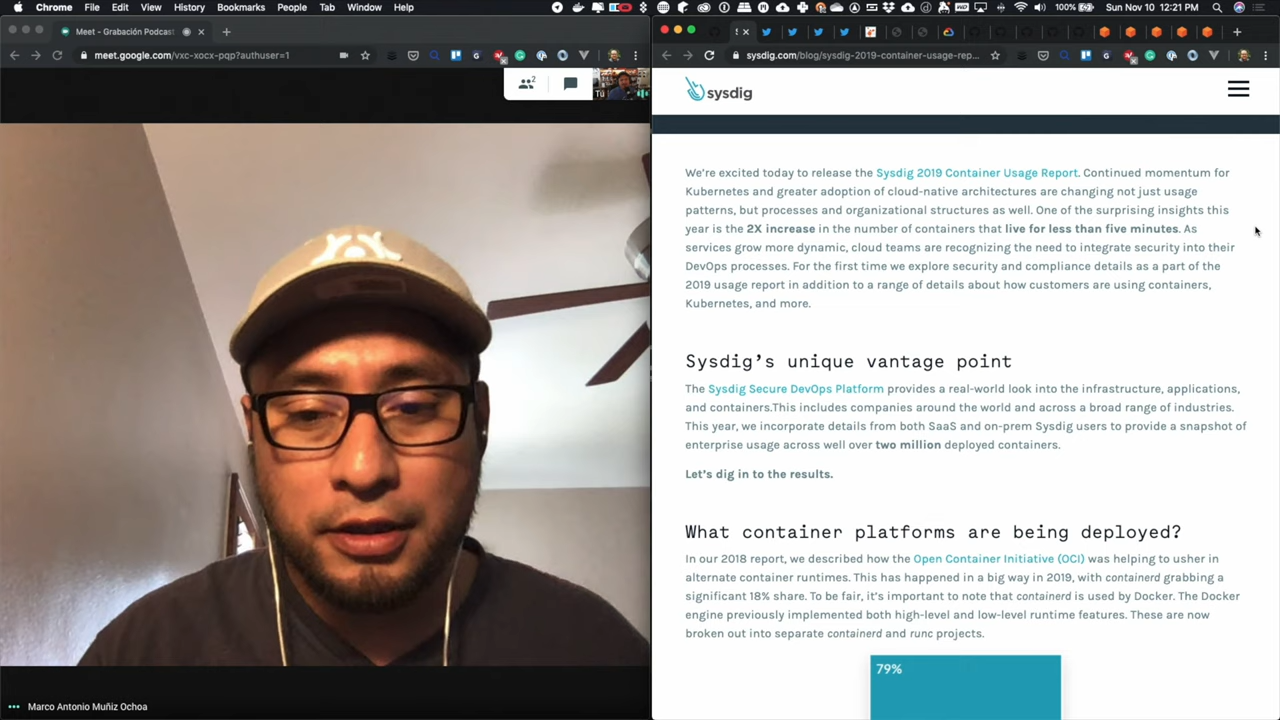 Chrome File Edit View History Bookmarks People Tab Window Help
100% Sun Nov 10 12:21 PM
Meet - Grabación Podcast
meet.google.com/vxc-xocx-pqp?authuser=1
sysdig.com/blog/sysdig-2019-container-usage-rep...
2
Tú
sysdig
We're excited today to release the Sysdig 2019 Container Usage Report. Continued momentum for
Kubernetes and greater adoption of cloud-native architectures are changing not just usage
patterns, but processes and organizational structures as well. One of the surprising insights this
year is the 2X increase in the number of containers that live for less than five minutes. As
services grow more dynamic, cloud teams are recognizing the need to integrate security into their
DevOps processes. For the first time we explore security and compliance details as a part of the
2019 usage report in addition to a range of details about how customers are using containers,
Kubernetes, and more.
Sysdig's unique vantage point
The Sysdig Secure DevOps Platform provides a real-world look into the infrastructure, applications,
and containers.This includes companies around the world and across a broad range of industries.
This year, we incorporate details from both SaaS and on-prem Sysdig users to provide a snapshot of
enterprise usage across well over two million deployed containers.
Let's dig in to the results.
What container platforms are being deployed?
In our 2018 report, we described how the Open Container Initiative (OCI) was helping to usher in
alternate container runtimes. This has happened in a big way in 2019, with containerd grabbing a
significant 18% share. To be fair, it's important to note that containerd is used by Docker. The Docker
engine previously implemented both high-level and low-level runtime features. These are now
broken out into separate containerd and runc projects.
79%
Marco Antonio Muñiz Ochoa